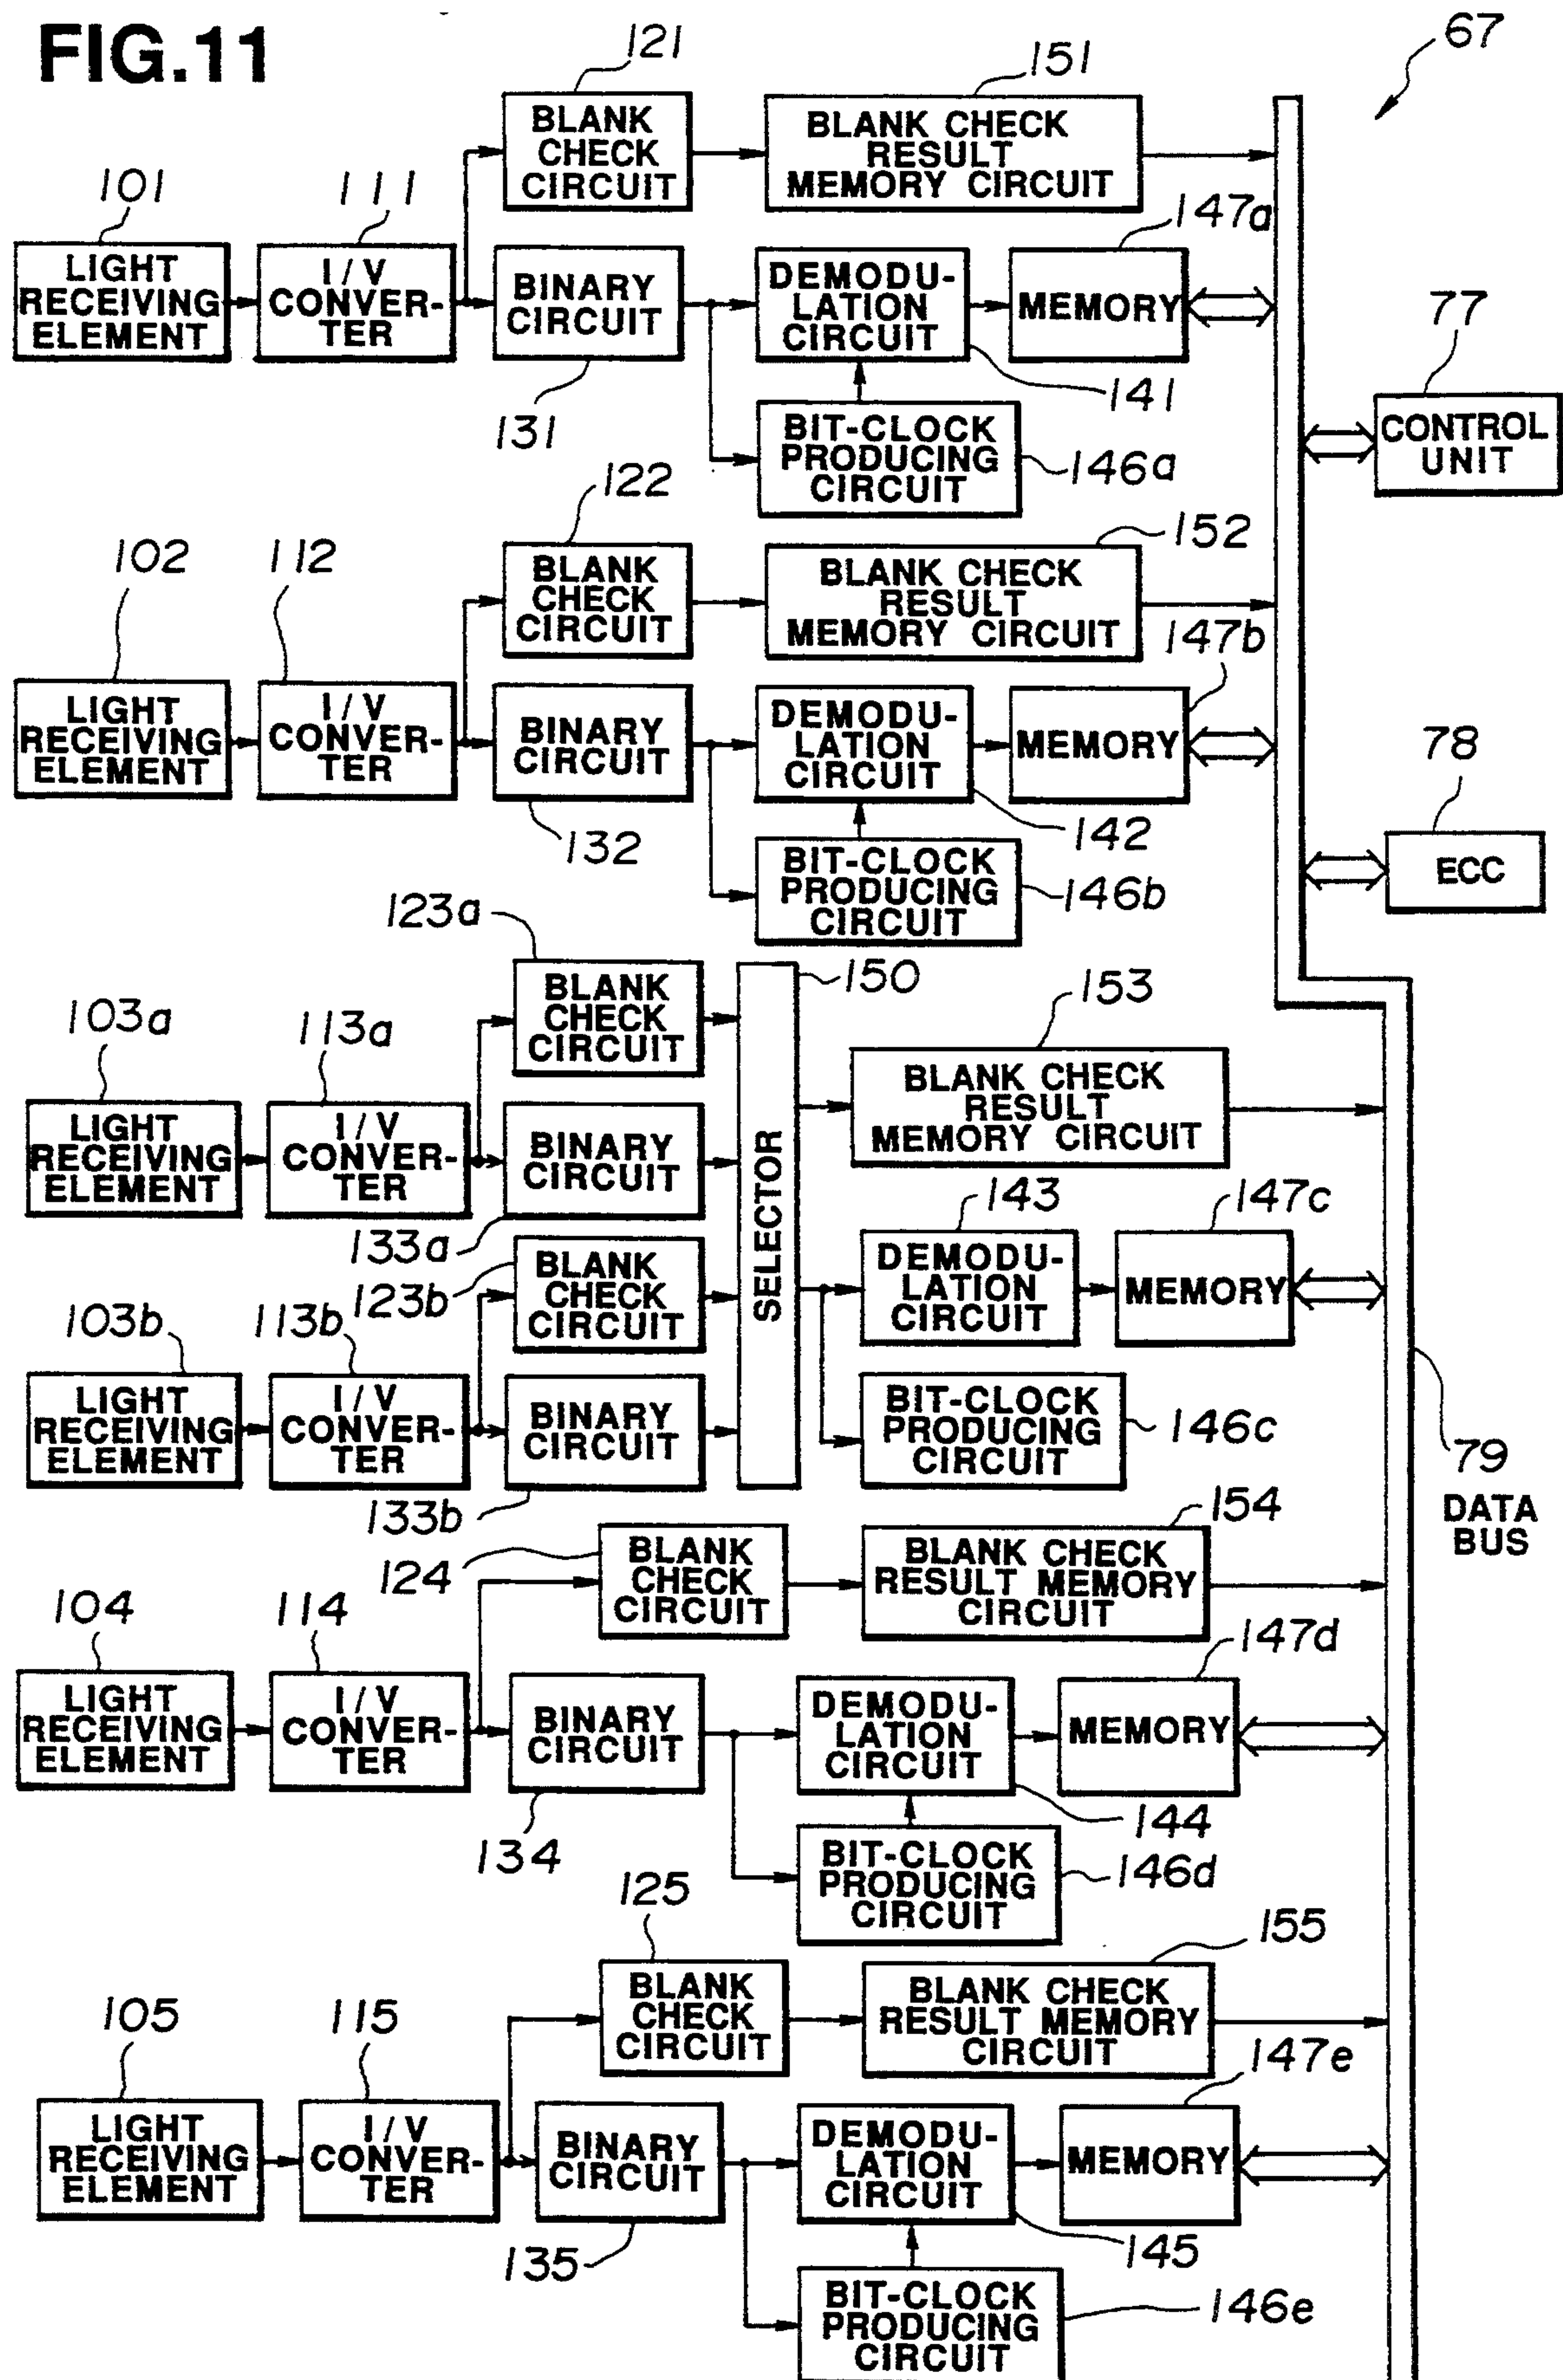 FIG.11
67
121
151
BLANK
CHECK
CIRCUIT
BLANK CHECK
RESULT
MEMORY CIRCUIT
101
111
147a
LIGHT
RECEIVING
ELEMENT
I/V
CONVER-
TER
BINARY
CIRCUIT
DEMODU-
LATION
CIRCUIT
MEMORY
131
141
BIT-CLOCK
PRODUCING
CIRCUIT
146a
77
CONTROL
UNIT
122
152
BLANK
CHECK
CIRCUIT
BLANK CHECK
RESULT
MEMORY CIRCUIT
102
112
147b
LIGHT
RECEIVING
ELEMENT
I/V
CONVER-
TER
BINARY
CIRCUIT
DEMODU-
LATION
CIRCUIT
MEMORY
132
142
BIT-CLOCK
PRODUCING
CIRCUIT
146b
78
ECC
123a
150
153
BLANK
CHECK
CIRCUIT
103a
113a
LIGHT
RECEIVING
ELEMENT
I/V
CONVER-
TER
BINARY
CIRCUIT
133a
SELECTOR
BLANK CHECK
RESULT
MEMORY CIRCUIT
123b
BLANK
CHECK
CIRCUIT
143
147c
DEMODU-
LATION
CIRCUIT
MEMORY
103b
113b
LIGHT
RECEIVING
ELEMENT
I/V
CONVER-
TER
BINARY
CIRCUIT
133b
BIT-CLOCK
PRODUCING
CIRCUIT
146c
79
DATA
BUS
124
154
BLANK
CHECK
CIRCUIT
BLANK CHECK
RESULT MEMORY
CIRCUIT
104
114
147d
LIGHT
RECEIVING
ELEMENT
I/V
CONVER-
TER
BINARY
CIRCUIT
DEMODU-
LATION
CIRCUIT
MEMORY
134
144
BIT-CLOCK
PRODUCING
CIRCUIT
146d
125
155
BLANK
CHECK
CIRCUIT
BLANK CHECK
RESULT MEMORY
CIRCUIT
105
115
147e
LIGHT
RECEIVING
ELEMENT
I/V
CONVER-
TER
BINARY
CIRCUIT
DEMODU-
LATION
CIRCUIT
MEMORY
135
145
BIT-CLOCK
PRODUCING
CIRCUIT
146e